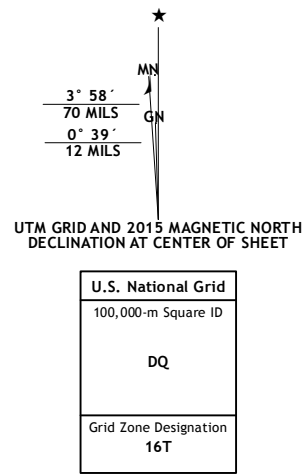 ★
MN
3° 58´
70 MILS
GN
0° 39´
12 MILS
UTM GRID AND 2015 MAGNETIC NORTH
DECLINATION AT CENTER OF SHEET
U.S. National Grid
100,000-m Square ID
DQ
Grid Zone Designation
16T